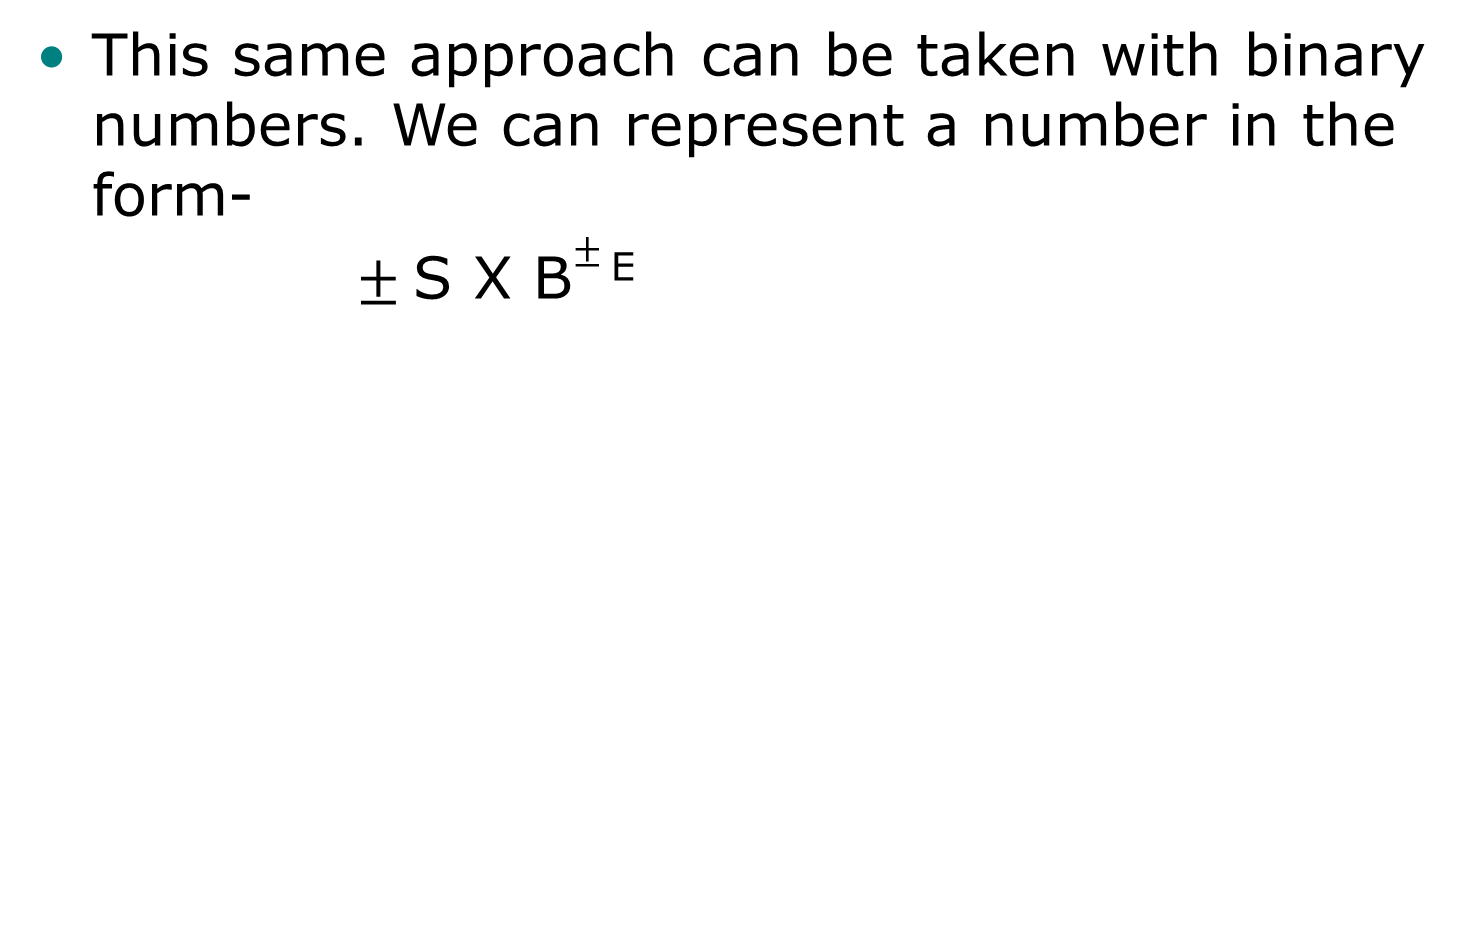 • This same approach can be taken with binary
numbers. We can represent a number in the
form-
± S X B± E